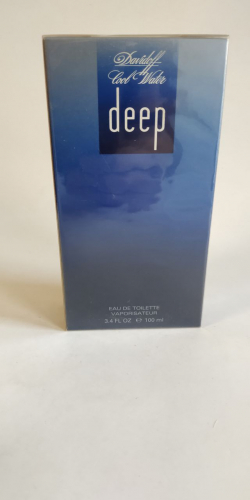 Davidoff
Cool Water
deep
EAU DE TOILETTE
VAPORISATEUR
3.4 FL OZ ℮ 100 ml